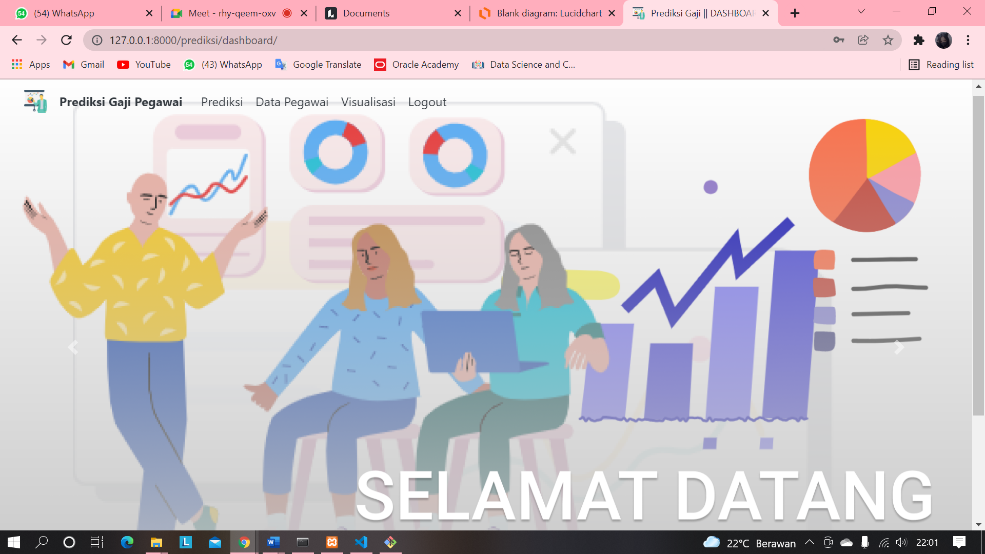 (54) WhatsApp
Meet - rhy-qeem-oxv
Documents
Blank diagram: Lucidchart
Prediksi Gaji || DASHBOAR
127.0.0.1:8000/prediksi/dashboard/
Apps
Gmail
YouTube
(43) WhatsApp
Google Translate
Oracle Academy
Data Science and C...
Reading list
Prediksi Gaji Pegawai
Prediksi
Data Pegawai
Visualisasi
Logout
SELAMAT DATANG
22°C Berawan
22:01